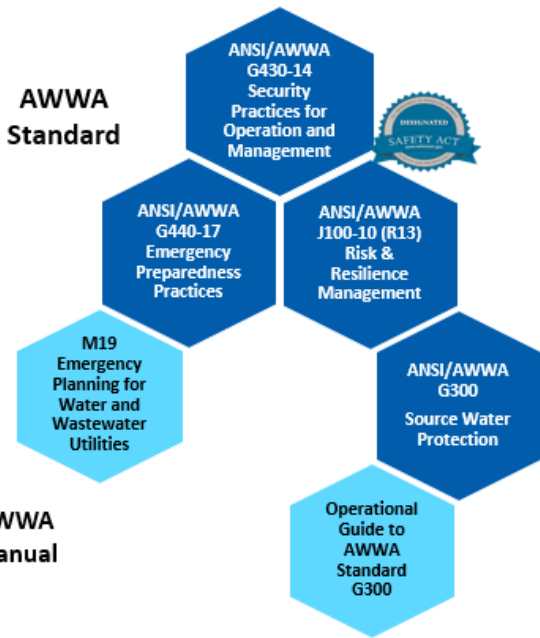 ANSI/AWWA
G430-14
Security
Practices for
Operation and
Management
AWWA
Standard
DESIGNATED
SAFETY ACT
ANSI/AWWA
G440-17
Emergency
Preparedness
Practices
ANSI/AWWA
J100-10 (R13)
Risk &
Resilience
Management
M19
Emergency
Planning for
Water and
Wastewater
Utilities
ANSI/AWWA
G300
Source Water
Protection
WWA
anual
Operational
Guide to
AWWA
Standard
G300